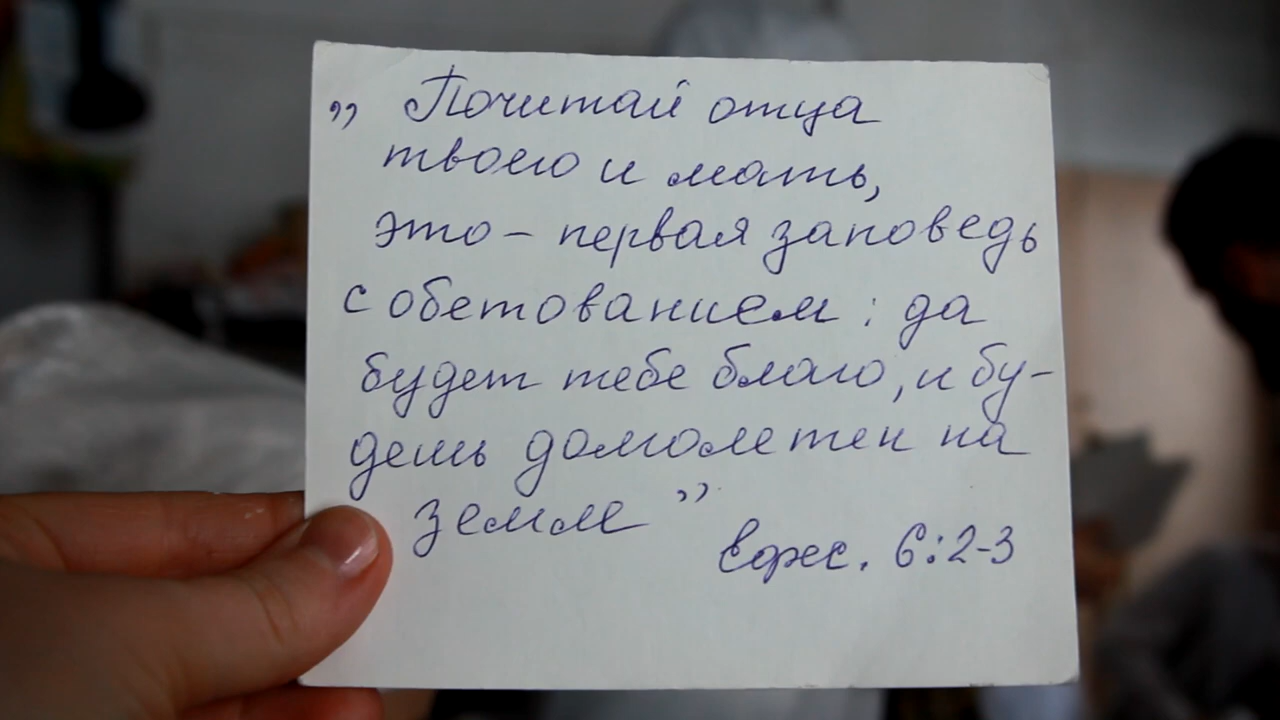 „ Почитай отца
твоего и мать,
это – первая заповедь
с обетованием : да
будет тебе благо, и бу-
дешь долголетен на
земле ”
Ефес. 6:2-3